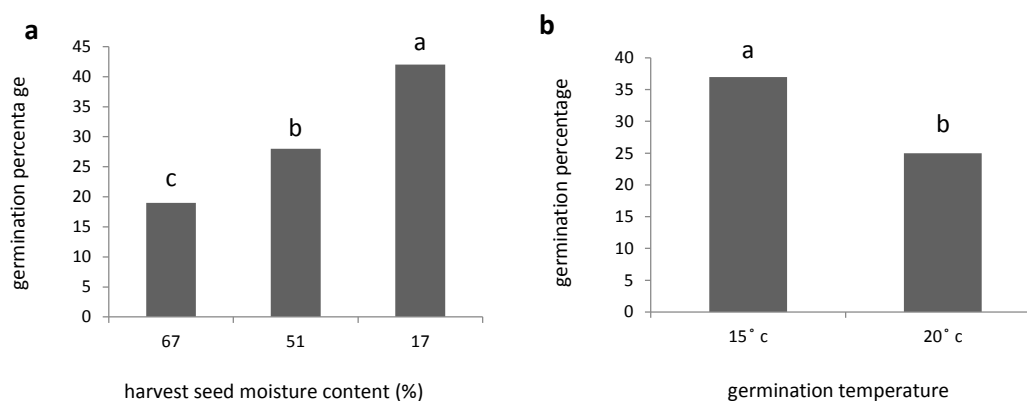 a
germination percenta ge
45
40
35
30
25
20
15
10
5
0
c
b
a
67 51 17
harvest seed moisture content (%)
b
germination percentage
40
35
30
25
20
15
10
5
0
a
b
15˚ c 20˚ c
germination temperature